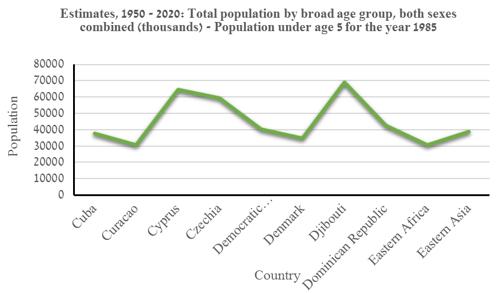 Estimates, 1950 - 2020: Total population by broad age group, both sexes
combined (thousands) - Population under age 5 for the year 1985
80000
70000
60000
50000
40000
30000
20000
10000
0
Population
Cuba
Curacao
Cyprus
Czechia
Democratic...
Denmark
Djibouti
Dominican Republic
Eastern Africa
Eastern Asia
Country